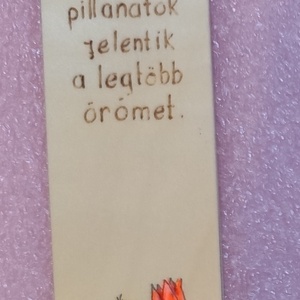 pillanatok
jelentik
a legtöbb
örömet.